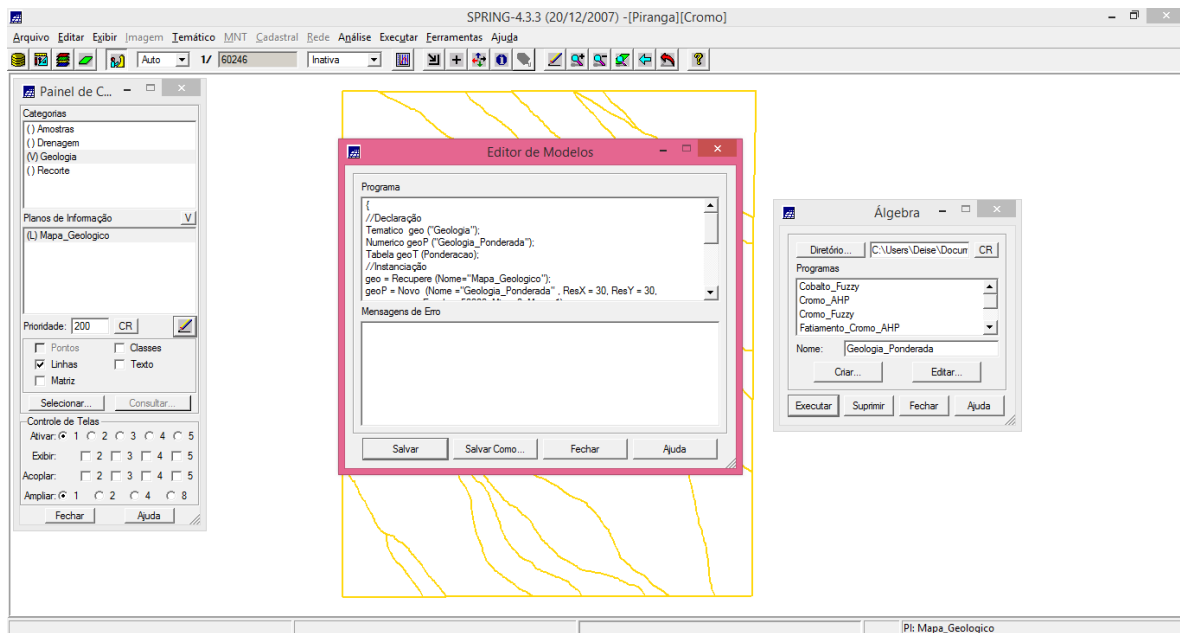 SPRING-4.3.3 (20/12/2007) -[Piranga][Cromo]
Arquivo Editar Exibir Imagem Temático MNT Cadastral Rede Análise Executar Ferramentas Ajuda
Auto 1/ 60246 Inativa
Painel de C...
Categorias
( ) Amostras
( ) Drenagem
(V) Geologia
( ) Recorte
Planos de Informação V
(L) Mapa_Geologico
Prioridade: 200 CR
Pontos Classes
Linhas Texto
Matriz
Selecionar... Consultar...
Controle de Telas
Ativar: 1 2 3 4 5
Exibir: 2 3 4 5
Acoplar: 2 3 4 5
Ampliar: 1 2 4 8
Fechar Ajuda
Editor de Modelos
Programa
{
//Declaração
Tematico geo ("Geologia");
Numerico geoP ("Geologia_Ponderada");
Tabela geoT (Ponderacao);
//Instanciação
geo = Recupere (Nome="Mapa_Geologico");
geoP = Novo (Nome ="Geologia_Ponderada" , ResX = 30, ResY = 30,
Mensagens de Erro
Salvar Salvar Como... Fechar Ajuda
Álgebra
Diretório... C:\Users\Deise\Docum CR
Programas
Cobalto_Fuzzy
Cromo_AHP
Cromo_Fuzzy
Fatiamento_Cromo_AHP
Nome: Geologia_Ponderada
Criar... Editar...
Executar Suprimir Fechar Ajuda
PI: Mapa_Geologico